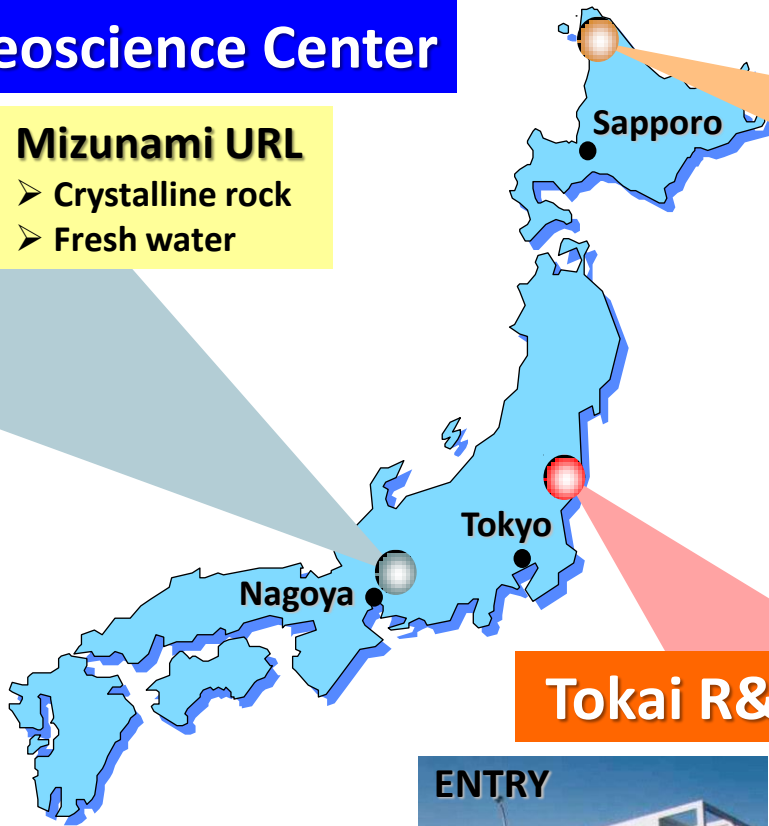 eoscience Center
Mizunami URL
➢ Crystalline rock
➢ Fresh water
Sapporo
Tokyo
Nagoya
Tokai R&
ENTRY